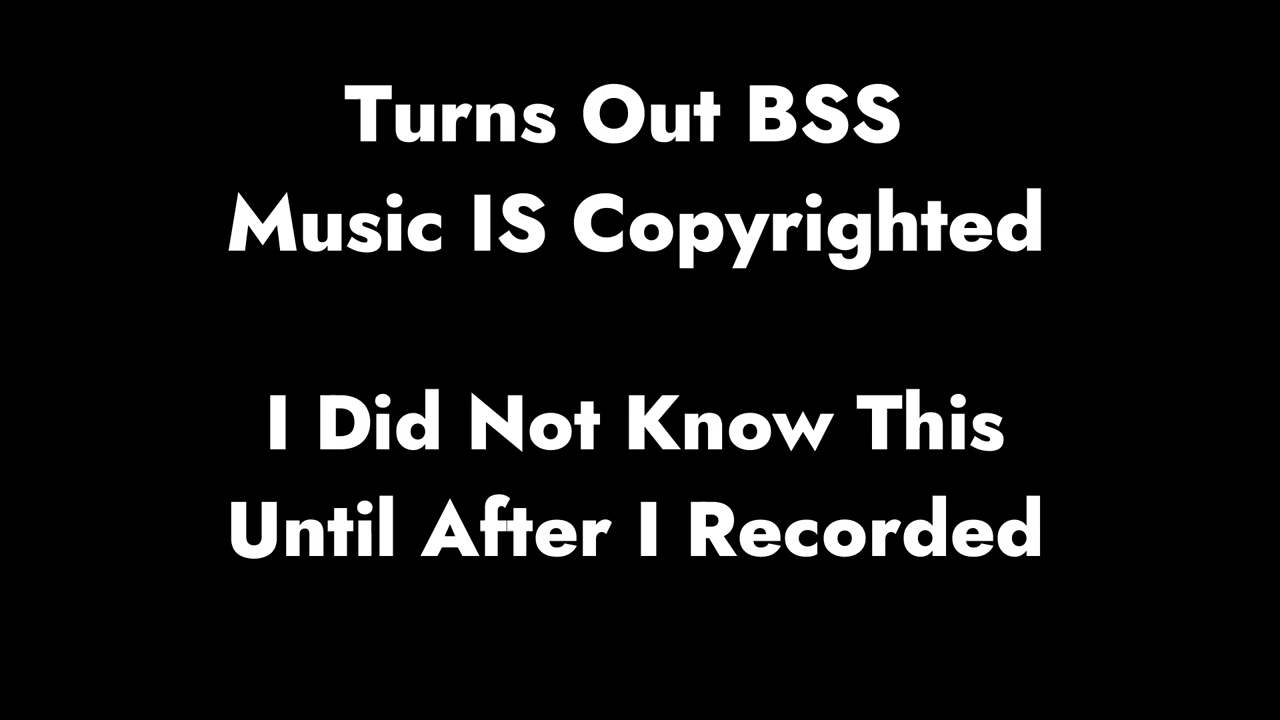 Turns Out BSS
Music IS Copyrighted
I Did Not Know This
Until After I Recorded